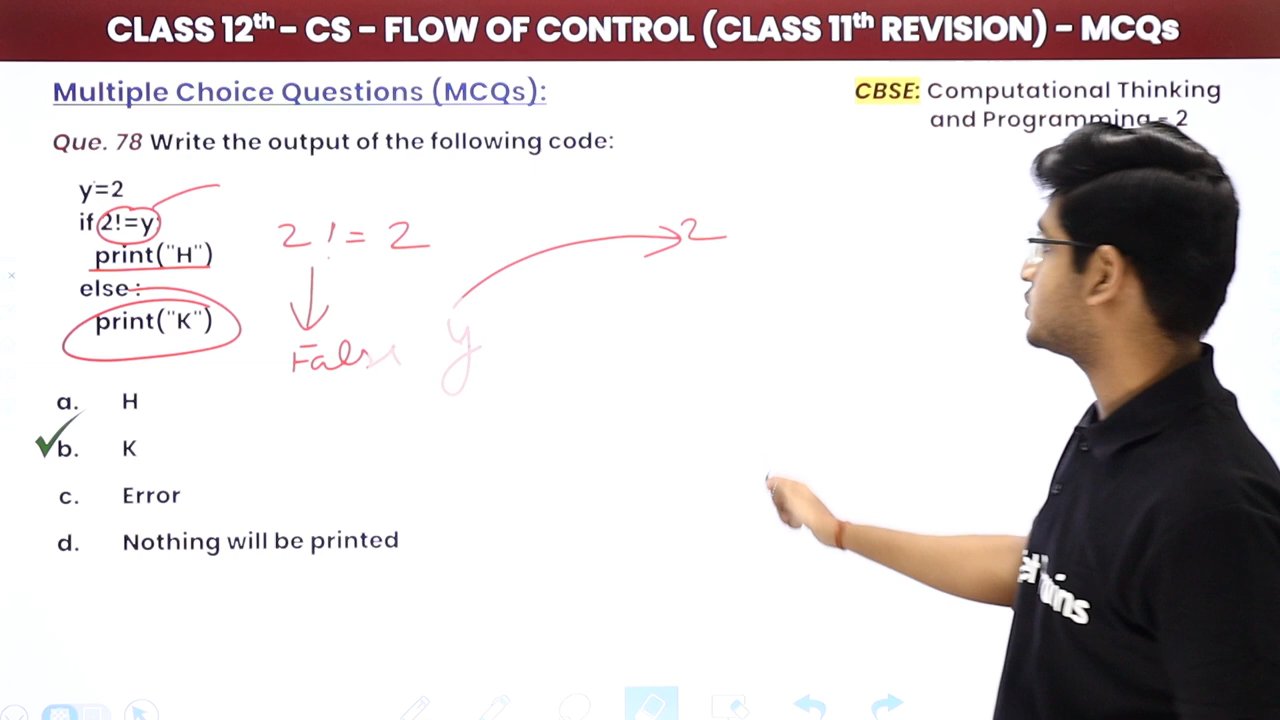 CLASS 12th - CS - FLOW OF CONTROL (CLASS 11th REVISION) - MCQs
Multiple Choice Questions (MCQs):
CBSE: Computational Thinking
and Programming - 2
Que. 78 Write the output of the following code:
y=2
if 2!=y:
print("H")
else:
print("K")
2 != 2
False
y
2
a. H
b. K
c. Error
d. Nothing will be printed